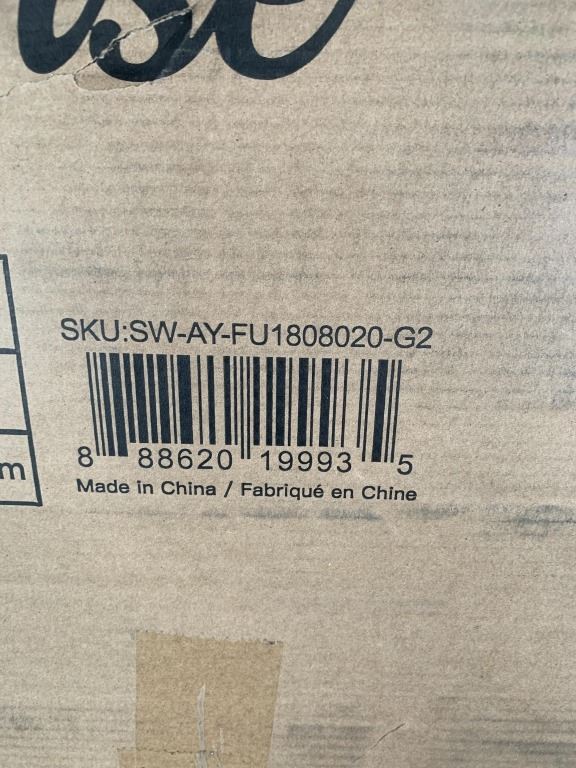 SKU:SW-AY-FU1808020-G2
8 88620 19993 5
Made in China / Fabriqué en Chine
m